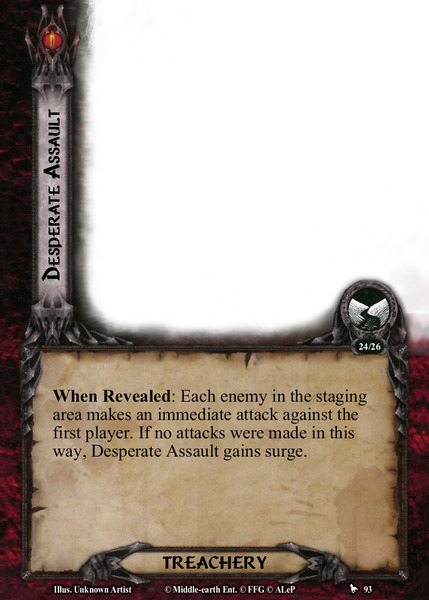 Desperate Assault
24/26
When Revealed: Each enemy in the staging
area makes an immediate attack against the
first player. If no attacks were made in this
way, Desperate Assault gains surge.
TREACHERY
Illus. Unknown Artist © Middle-earth Ent. © FFG © ALeP 93